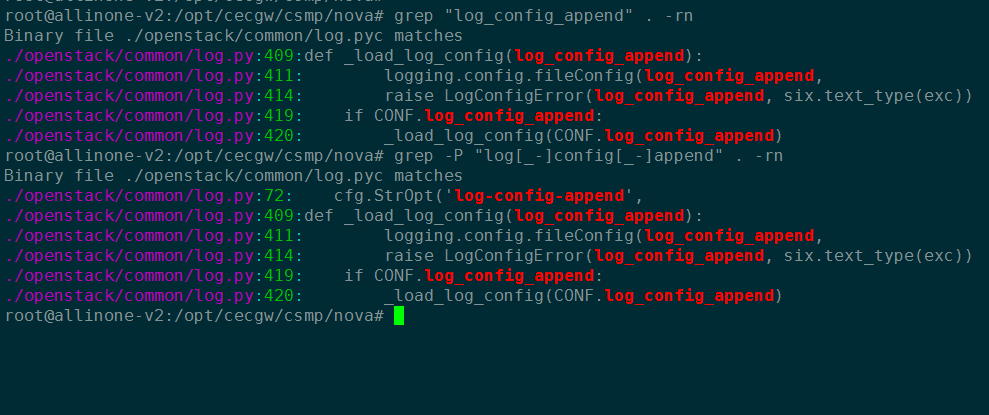 root@allinone-v2:/opt/cecgw/csmp/nova# grep "log_config_append" . -rn
Binary file ./openstack/common/log.pyc matches
./openstack/common/log.py:409:def _load_log_config(log_config_append):
./openstack/common/log.py:411:        logging.config.fileConfig(log_config_append,
./openstack/common/log.py:414:        raise LogConfigError(log_config_append, six.text_type(exc))
./openstack/common/log.py:419:    if CONF.log_config_append:
./openstack/common/log.py:420:        _load_log_config(CONF.log_config_append)
root@allinone-v2:/opt/cecgw/csmp/nova# grep -P "log[_-]config[_-]append" . -rn
Binary file ./openstack/common/log.pyc matches
./openstack/common/log.py:72:    cfg.StrOpt('log-config-append',
./openstack/common/log.py:409:def _load_log_config(log_config_append):
./openstack/common/log.py:411:        logging.config.fileConfig(log_config_append,
./openstack/common/log.py:414:        raise LogConfigError(log_config_append, six.text_type(exc))
./openstack/common/log.py:419:    if CONF.log_config_append:
./openstack/common/log.py:420:        _load_log_config(CONF.log_config_append)
root@allinone-v2:/opt/cecgw/csmp/nova#